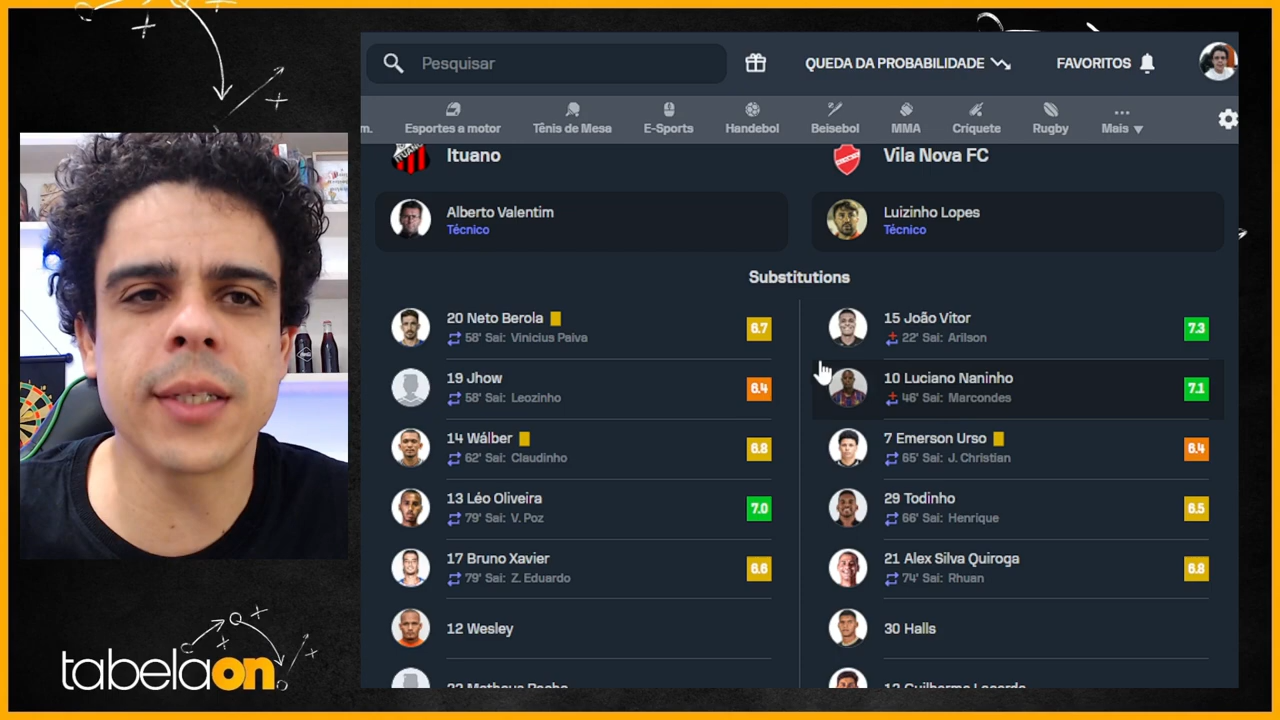 Pesquisar
QUEDA DA PROBABILIDADE
FAVORITOS
m.
Esportes a motor
Tênis de Mesa
E-Sports
Handebol
Beisebol
MMA
Críquete
Rugby
Mais ▼
ITUANO
Ituano
Vila Nova FC
Alberto Valentim
Técnico
Luizinho Lopes
Técnico
Substitutions
20 Neto Berola
58' Sai: Vinicius Paiva
6.7
15 João Vitor
22' Sai: Arilson
7.3
19 Jhow
58' Sai: Leozinho
6.4
10 Luciano Naninho
46' Sai: Marcondes
7.1
14 Wálber
62' Sai: Claudinho
6.8
7 Emerson Urso
65' Sai: J. Christian
6.4
13 Léo Oliveira
79' Sai: V. Poz
7.0
29 Todinho
66' Sai: Henrique
6.5
17 Bruno Xavier
79' Sai: Z. Eduardo
6.6
21 Alex Silva Quiroga
74' Sai: Rhuan
6.8
12 Wesley
30 Halls
tabelaon